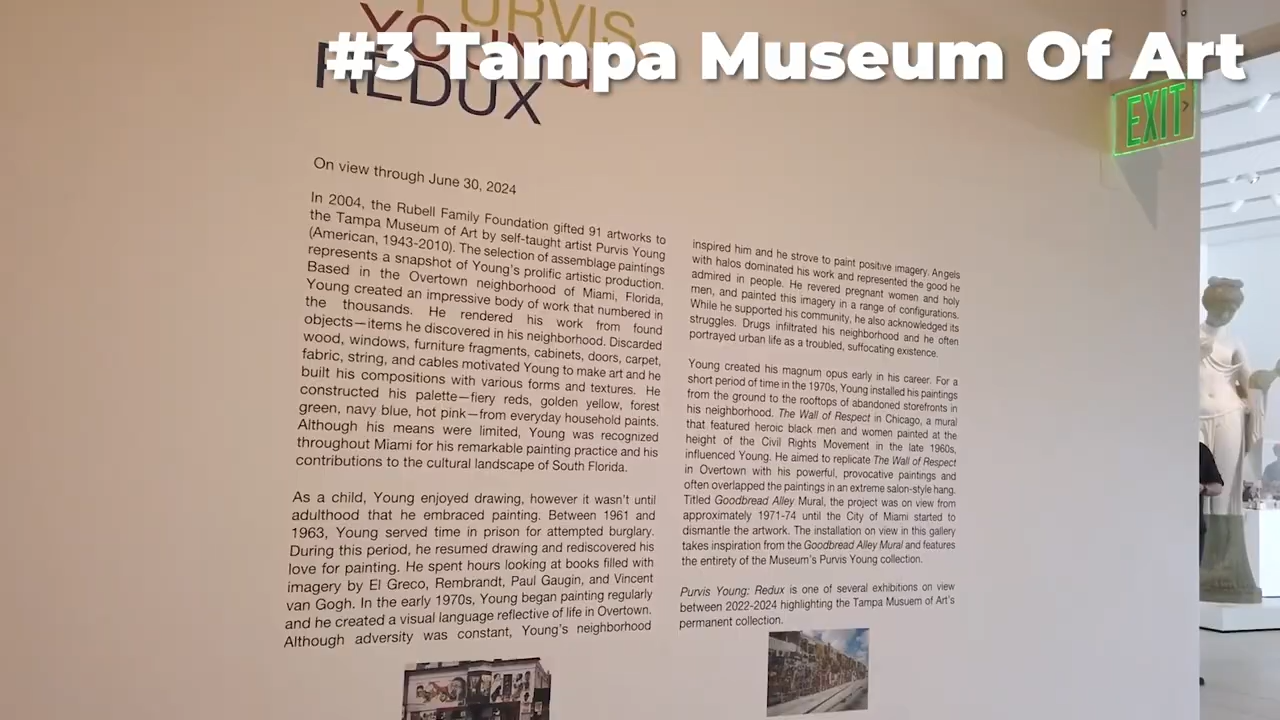 PURVIS
YOUNG
REDUX
#3 Tampa Museum Of Art
EXIT
On view through June 30, 2024
In 2004, the Rubell Family Foundation gifted 91 artworks to
the Tampa Museum of Art by self-taught artist Purvis Young
(American, 1943-2010). The selection of assemblage paintings
represents a snapshot of Young's prolific artistic production.
Based in the Overtown neighborhood of Miami, Florida,
Young created an impressive body of work that numbered in
the thousands. He rendered his work from found
objects—items he discovered in his neighborhood. Discarded
wood, windows, furniture fragments, cabinets, doors, carpet,
fabric, string, and cables motivated Young to make art and he
built his compositions with various forms and textures. He
constructed his palette—fiery reds, golden yellow, forest
green, navy blue, hot pink—from everyday household paints.
Although his means were limited, Young was recognized
throughout Miami for his remarkable painting practice and his
contributions to the cultural landscape of South Florida.
As a child, Young enjoyed drawing, however it wasn't until
adulthood that he embraced painting. Between 1961 and
1963, Young served time in prison for attempted burglary.
During this period, he resumed drawing and rediscovered his
love for painting. He spent hours looking at books filled with
imagery by El Greco, Rembrandt, Paul Gaugin, and Vincent
van Gogh. In the early 1970s, Young began painting regularly
and he created a visual language reflective of life in Overtown.
Although adversity was constant, Young's neighborhood
inspired him and he strove to paint positive imagery. Angels
with halos dominated his work and represented the good he
admired in people. He revered pregnant women and holy
men, and painted this imagery in a range of configurations.
While he supported his community, he also acknowledged its
struggles. Drugs infiltrated his neighborhood and he often
portrayed urban life as a troubled, suffocating existence.
Young created his magnum opus early in his career. For a
short period of time in the 1970s, Young installed his paintings
from the ground to the rooftops of abandoned storefronts in
his neighborhood. The Wall of Respect in Chicago, a mural
that featured heroic black men and women painted at the
height of the Civil Rights Movement in the late 1960s,
influenced Young. He aimed to replicate The Wall of Respect
in Overtown with his powerful, provocative paintings and
often overlapped the paintings in an extreme salon-style hang.
Titled Goodbread Alley Mural, the project was on view from
approximately 1971-74 until the City of Miami started to
dismantle the artwork. The installation on view in this gallery
takes inspiration from the Goodbread Alley Mural and features
the entirety of the Museum's Purvis Young collection.
Purvis Young: Redux is one of several exhibitions on view
between 2022-2024 highlighting the Tampa Musuem of Art's
permanent collection.